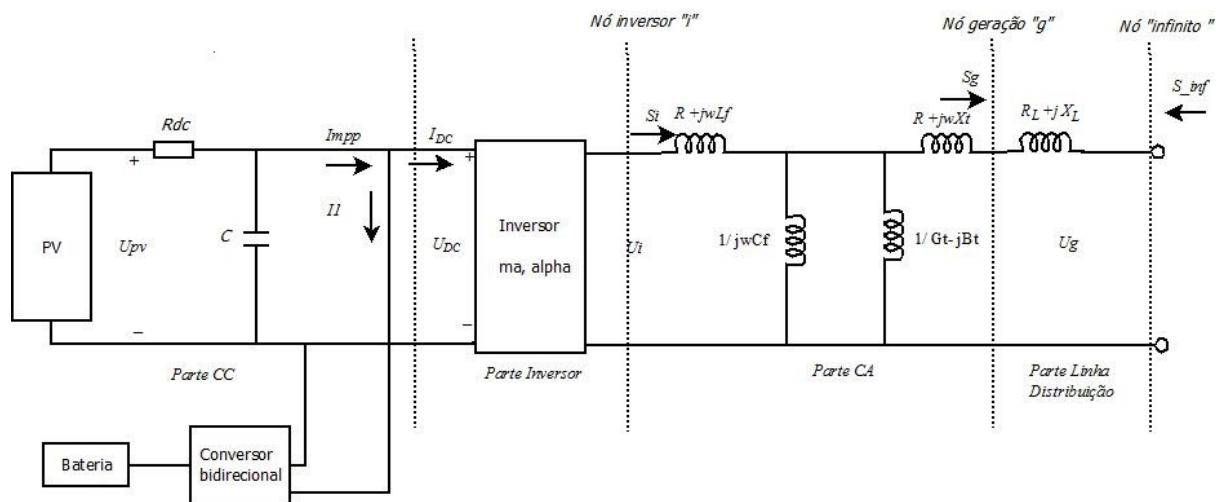 Nó inversor "i"
Nó geração "g"
Nó "infinito "
Sg
S_inf
Rdc
Impp
I_DC
Si
R +jwLf
R +jwXt
R_L+j X_L
+
+
PV
Upv
C
I1
U_DC
Inversor
ma, alpha
Ui
1/ jwCf
1/ Gt-jBt
Ug
−
−
Parte CC
Parte Inversor
Parte CA
Parte Linha
Distribuição
Bateria
Conversor
bidirecional